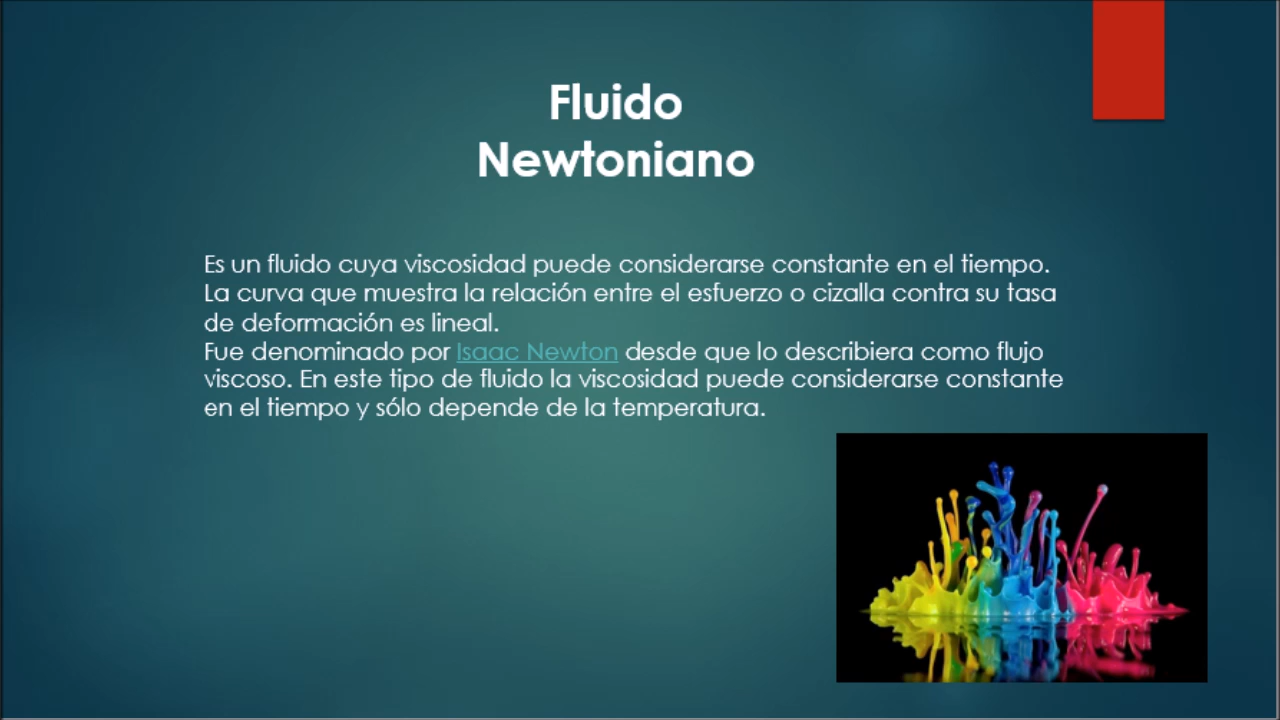 Fluido
Newtoniano
Es un fluido cuya viscosidad puede considerarse constante en el tiempo.
La curva que muestra la relación entre el esfuerzo o cizalla contra su tasa
de deformación es lineal.
Fue denominado por Isaac Newton desde que lo describiera como flujo
viscoso. En este tipo de fluido la viscosidad puede considerarse constante
en el tiempo y sólo depende de la temperatura.